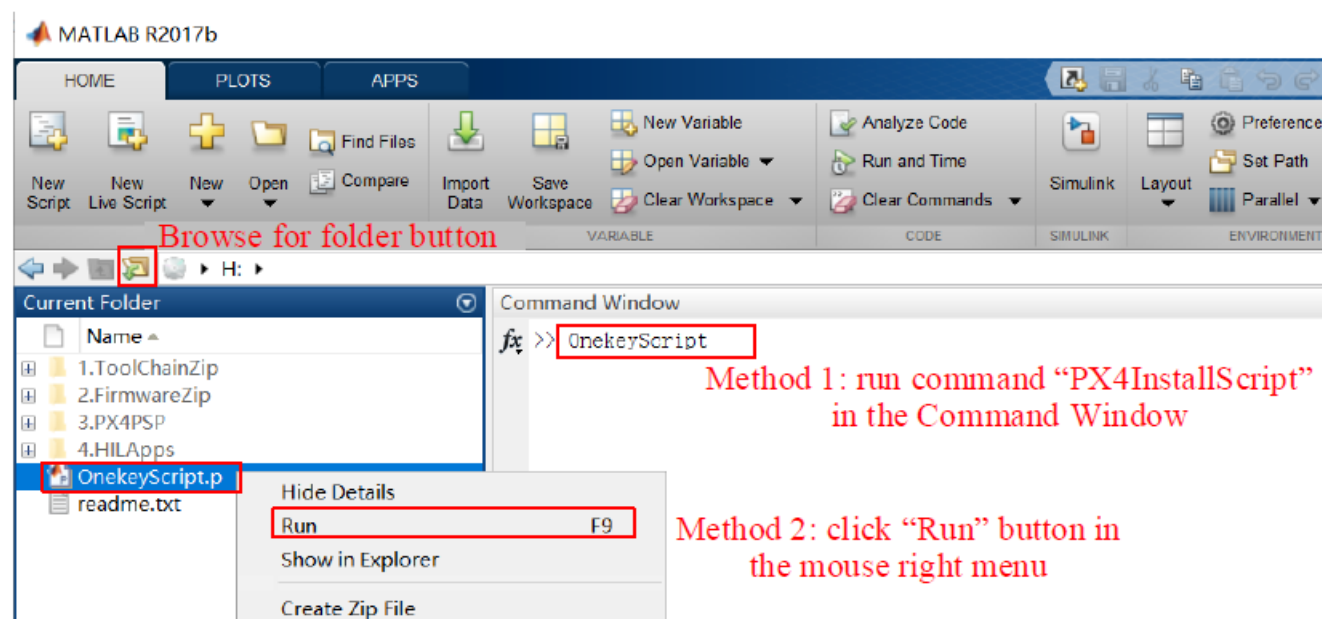 MATLAB R2017b
HOME PLOTS APPS
New Script
New Live Script
New
Open
Find Files
Compare
Import Data
Save Workspace
New Variable
Open Variable
Clear Workspace
Analyze Code
Run and Time
Clear Commands
Simulink
Layout
Preference
Set Path
Parallel
Browse for folder button
VARIABLE
CODE
SIMULINK
ENVIRONMENT
H:
Current Folder
Name
1.ToolChainZip
2.FirmwareZip
3.PX4PSP
4.HILApps
OnekeyScript.p
readme.txt
Hide Details
Run F9
Show in Explorer
Create Zip File
Command Window
fx >> OnekeyScript
Method 1: run command “PX4InstallScript”
in the Command Window
Method 2: click “Run” button in
the mouse right menu